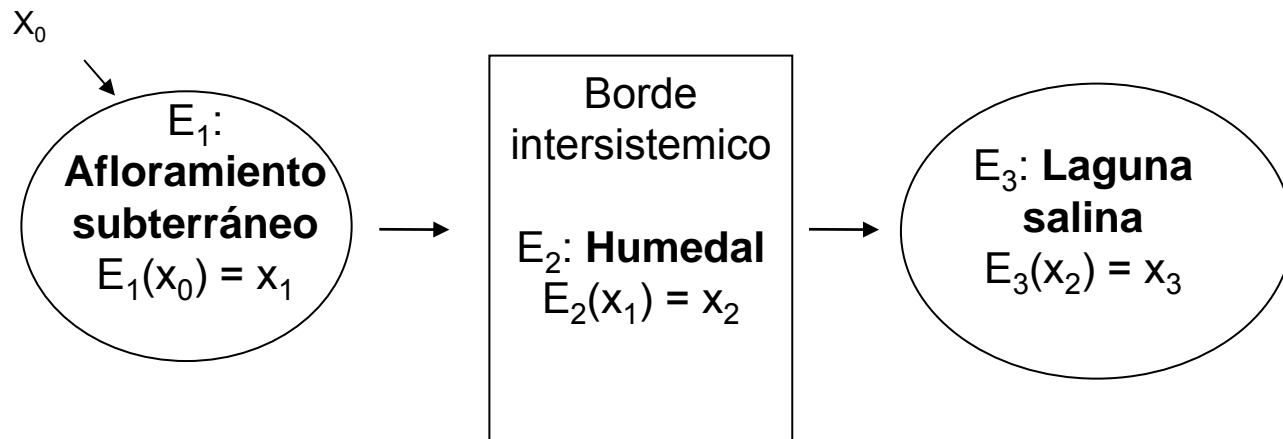 X₀
E₁:
Afloramiento
subterráneo
E₁(x₀) = x₁
Borde
intersistemico
E₂: Humedal
E₂(x₁) = x₂
E₃: Laguna
salina
E₃(x₂) = x₃